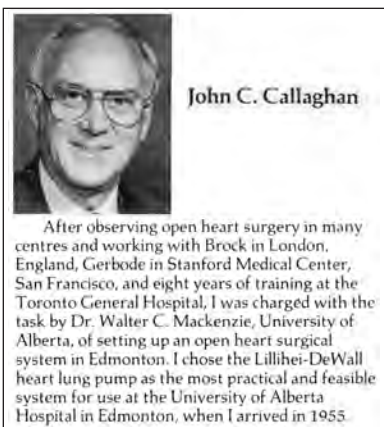 John C. Callaghan
After observing open heart surgery in many
centres and working with Brock in London,
England, Gerbode in Stanford Medical Center,
San Francisco, and eight years of training at the
Toronto General Hospital, I was charged with the
task by Dr. Walter C. Mackenzie, University of
Alberta, of setting up an open heart surgical
system in Edmonton. I chose the Lillihei-DeWall
heart lung pump as the most practical and feasible
system for use at the University of Alberta
Hospital in Edmonton, when I arrived in 1955.